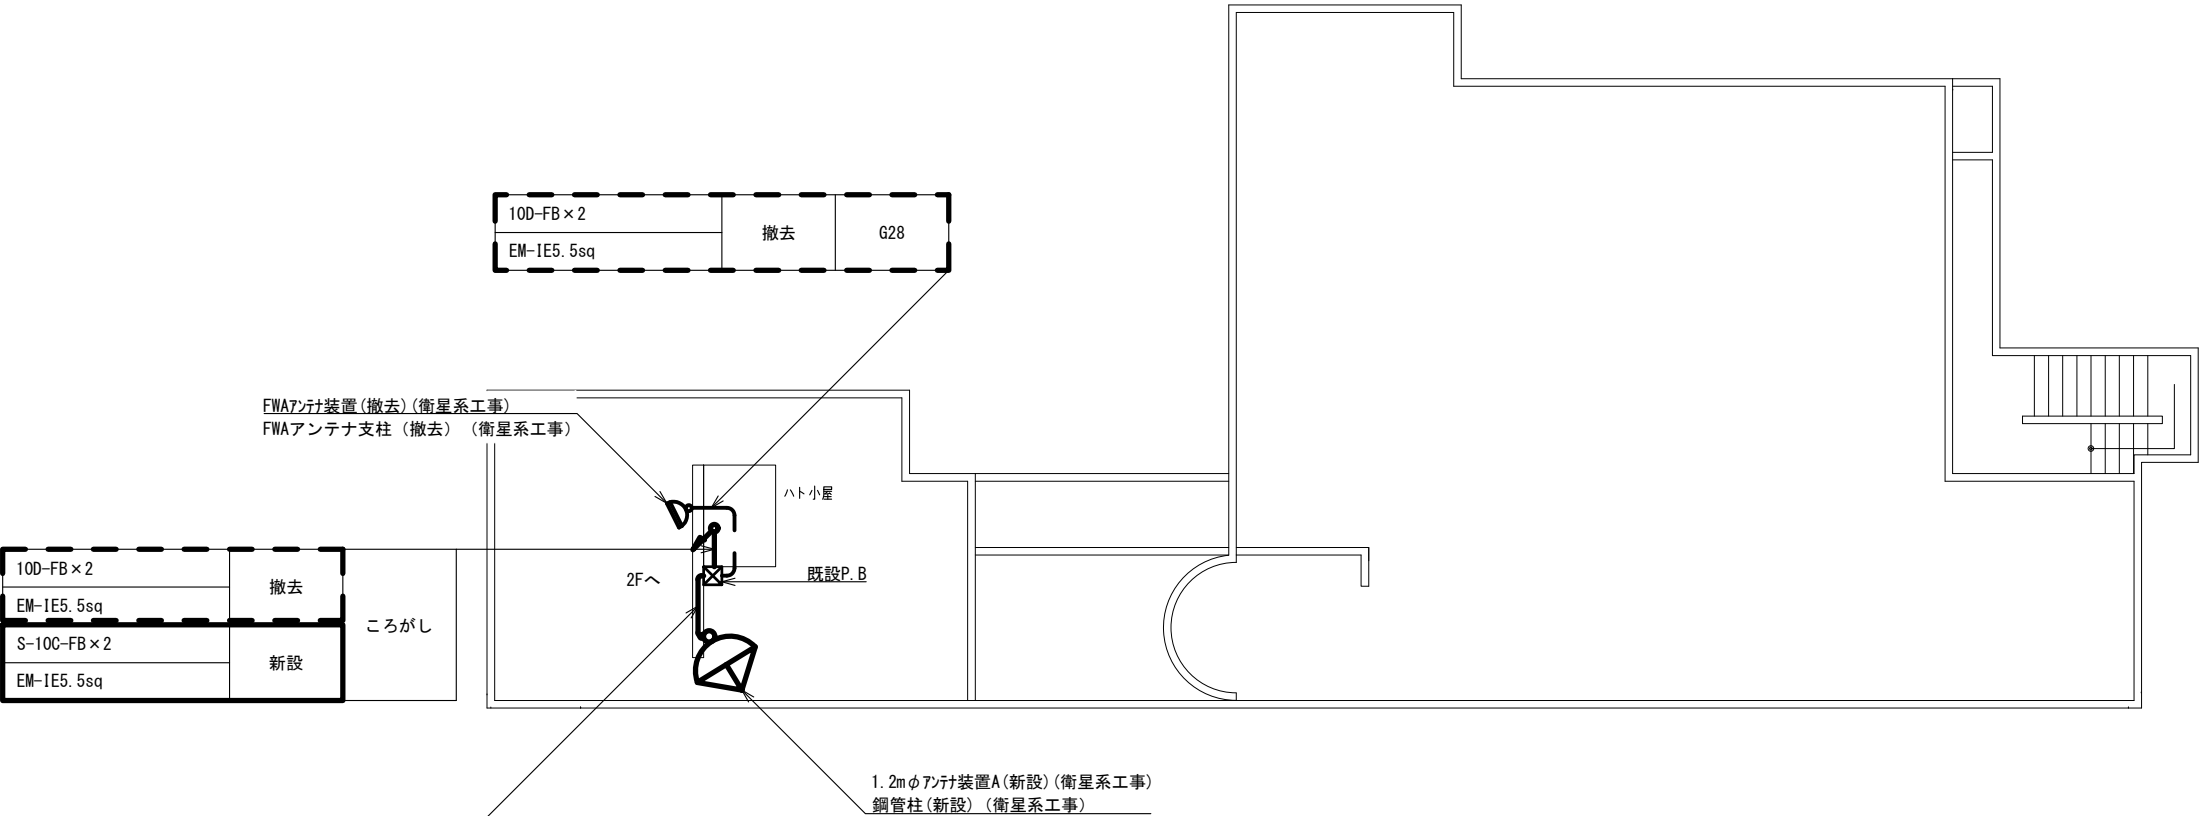 10D-FB×2
EM-IE5.5sq
撤去
G28
FWAｱﾝﾃﾅ装置(撤去)(衛星系工事)
FWAアンテナ支柱（撤去）（衛星系工事）
ハト小屋
2Fへ
既設P.B
10D-FB×2
EM-IE5.5sq
撤去
S-10C-FB×2
EM-IE5.5sq
新設
ころがし
1.2mφｱﾝﾃﾅ装置A(新設)(衛星系工事)
鋼管柱(新設)（衛星系工事）